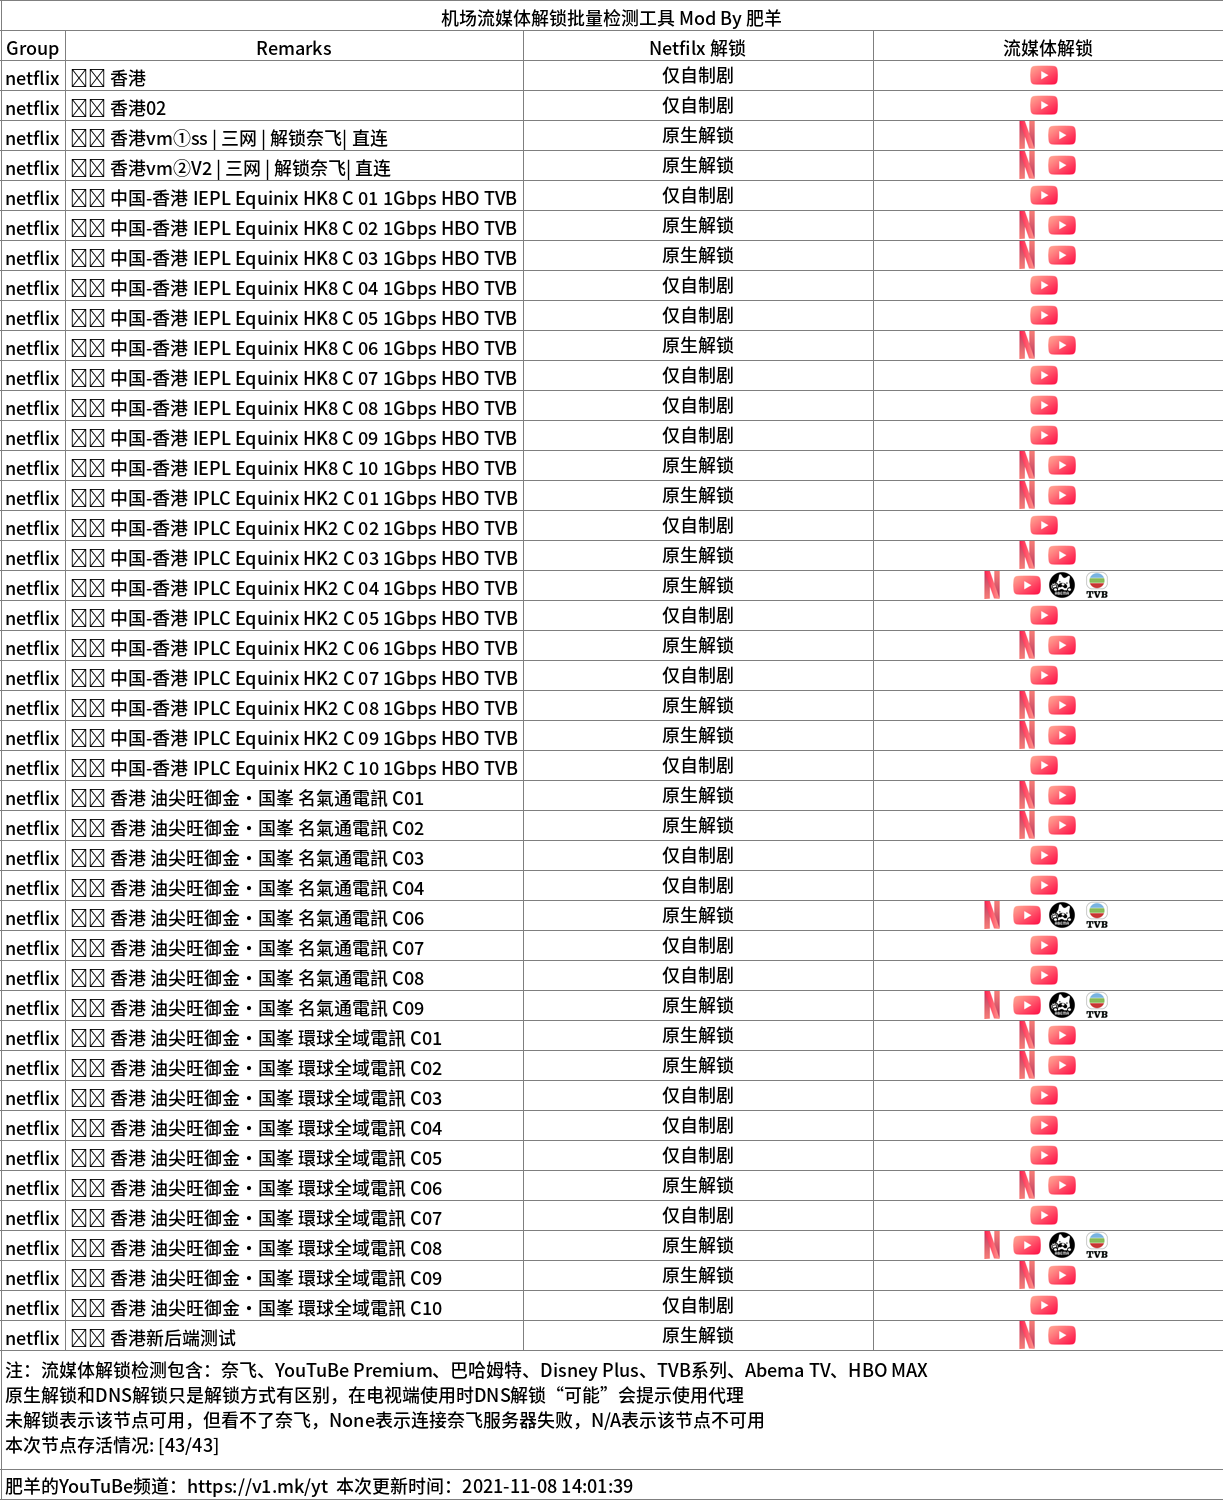 机场流媒体解锁批量检测工具 Mod By 肥羊
Group Remarks Netfilx 解锁 流媒体解锁
netflix 香港 仅自制剧
netflix 香港02 仅自制剧
netflix 香港vm①ss | 三网 | 解锁奈飞| 直连 原生解锁
netflix 香港vm②V2 | 三网 | 解锁奈飞| 直连 原生解锁
netflix 中国-香港 IEPL Equinix HK8 C 01 1Gbps HBO TVB 仅自制剧
netflix 中国-香港 IEPL Equinix HK8 C 02 1Gbps HBO TVB 原生解锁
netflix 中国-香港 IEPL Equinix HK8 C 03 1Gbps HBO TVB 原生解锁
netflix 中国-香港 IEPL Equinix HK8 C 04 1Gbps HBO TVB 仅自制剧
netflix 中国-香港 IEPL Equinix HK8 C 05 1Gbps HBO TVB 仅自制剧
netflix 中国-香港 IEPL Equinix HK8 C 06 1Gbps HBO TVB 原生解锁
netflix 中国-香港 IEPL Equinix HK8 C 07 1Gbps HBO TVB 仅自制剧
netflix 中国-香港 IEPL Equinix HK8 C 08 1Gbps HBO TVB 仅自制剧
netflix 中国-香港 IEPL Equinix HK8 C 09 1Gbps HBO TVB 仅自制剧
netflix 中国-香港 IEPL Equinix HK8 C 10 1Gbps HBO TVB 原生解锁
netflix 中国-香港 IPLC Equinix HK2 C 01 1Gbps HBO TVB 原生解锁
netflix 中国-香港 IPLC Equinix HK2 C 02 1Gbps HBO TVB 仅自制剧
netflix 中国-香港 IPLC Equinix HK2 C 03 1Gbps HBO TVB 原生解锁
netflix 中国-香港 IPLC Equinix HK2 C 04 1Gbps HBO TVB 原生解锁 TVB
netflix 中国-香港 IPLC Equinix HK2 C 05 1Gbps HBO TVB 仅自制剧
netflix 中国-香港 IPLC Equinix HK2 C 06 1Gbps HBO TVB 原生解锁
netflix 中国-香港 IPLC Equinix HK2 C 07 1Gbps HBO TVB 仅自制剧
netflix 中国-香港 IPLC Equinix HK2 C 08 1Gbps HBO TVB 原生解锁
netflix 中国-香港 IPLC Equinix HK2 C 09 1Gbps HBO TVB 原生解锁
netflix 中国-香港 IPLC Equinix HK2 C 10 1Gbps HBO TVB 仅自制剧
netflix 香港 油尖旺御金·国峯 名氣通電訊 C01 原生解锁
netflix 香港 油尖旺御金·国峯 名氣通電訊 C02 原生解锁
netflix 香港 油尖旺御金·国峯 名氣通電訊 C03 仅自制剧
netflix 香港 油尖旺御金·国峯 名氣通電訊 C04 仅自制剧
netflix 香港 油尖旺御金·国峯 名氣通電訊 C06 原生解锁 TVB
netflix 香港 油尖旺御金·国峯 名氣通電訊 C07 仅自制剧
netflix 香港 油尖旺御金·国峯 名氣通電訊 C08 仅自制剧
netflix 香港 油尖旺御金·国峯 名氣通電訊 C09 原生解锁 TVB
netflix 香港 油尖旺御金·国峯 環球全域電訊 C01 原生解锁
netflix 香港 油尖旺御金·国峯 環球全域電訊 C02 原生解锁
netflix 香港 油尖旺御金·国峯 環球全域電訊 C03 仅自制剧
netflix 香港 油尖旺御金·国峯 環球全域電訊 C04 仅自制剧
netflix 香港 油尖旺御金·国峯 環球全域電訊 C05 仅自制剧
netflix 香港 油尖旺御金·国峯 環球全域電訊 C06 原生解锁
netflix 香港 油尖旺御金·国峯 環球全域電訊 C07 仅自制剧
netflix 香港 油尖旺御金·国峯 環球全域電訊 C08 原生解锁 TVB
netflix 香港 油尖旺御金·国峯 環球全域電訊 C09 原生解锁
netflix 香港 油尖旺御金·国峯 環球全域電訊 C10 仅自制剧
netflix 香港新后端测试 原生解锁
注：流媒体解锁检测包含：奈飞、YouTuBe Premium、巴哈姆特、Disney Plus、TVB系列、Abema TV、HBO MAX
原生解锁和DNS解锁只是解锁方式有区别，在电视端使用时DNS解锁“可能”会提示使用代理
未解锁表示该节点可用，但看不了奈飞，None表示连接奈飞服务器失败，N/A表示该节点不可用
本次节点存活情况: [43/43]
肥羊的YouTuBe频道：https://v1.mk/yt 本次更新时间：2021-11-08 14:01:39